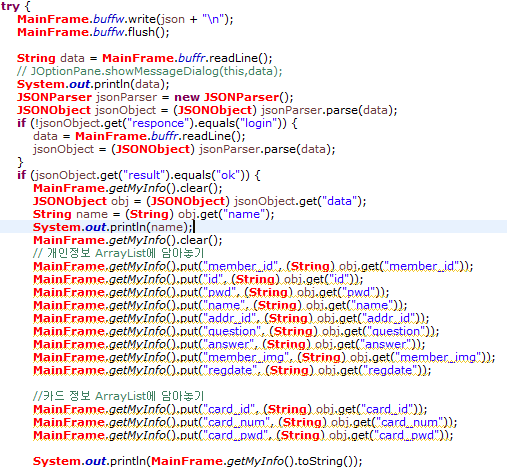 try {
MainFrame.buffw.write(json + "\n");
MainFrame.buffw.flush();
String data = MainFrame.buffr.readLine();
// JOptionPane.showMessageDialog(this,data);
System.out.println(data);
JSONParser jsonParser = new JSONParser();
JSONObject jsonObject = (JSONObject) jsonParser.parse(data);
if (!jsonObject.get("responce").equals("login")) {
data = MainFrame.buffr.readLine();
jsonObject = (JSONObject) jsonParser.parse(data);
}
if (jsonObject.get("result").equals("ok")) {
MainFrame.getMyInfo().clear();
JSONObject obj = (JSONObject) jsonObject.get("data");
String name = (String) obj.get("name");
System.out.println(name);
MainFrame.getMyInfo().clear();
// 개인정보 ArrayList에 담아놓기
MainFrame.getMyInfo().put("member_id", (String) obj.get("member_id"));
MainFrame.getMyInfo().put("id", (String) obj.get("id"));
MainFrame.getMyInfo().put("pwd", (String) obj.get("pwd"));
MainFrame.getMyInfo().put("name", (String) obj.get("name"));
MainFrame.getMyInfo().put("addr_id", (String) obj.get("addr_id"));
MainFrame.getMyInfo().put("question", (String) obj.get("question"));
MainFrame.getMyInfo().put("answer", (String) obj.get("answer"));
MainFrame.getMyInfo().put("member_img", (String) obj.get("member_img"));
MainFrame.getMyInfo().put("regdate", (String) obj.get("regdate"));
//카드 정보 ArrayList에 담아놓기
MainFrame.getMyInfo().put("card_id", (String) obj.get("card_id"));
MainFrame.getMyInfo().put("card_num", (String) obj.get("card_num"));
MainFrame.getMyInfo().put("card_pwd", (String) obj.get("card_pwd"));
System.out.println(MainFrame.getMyInfo().toString());